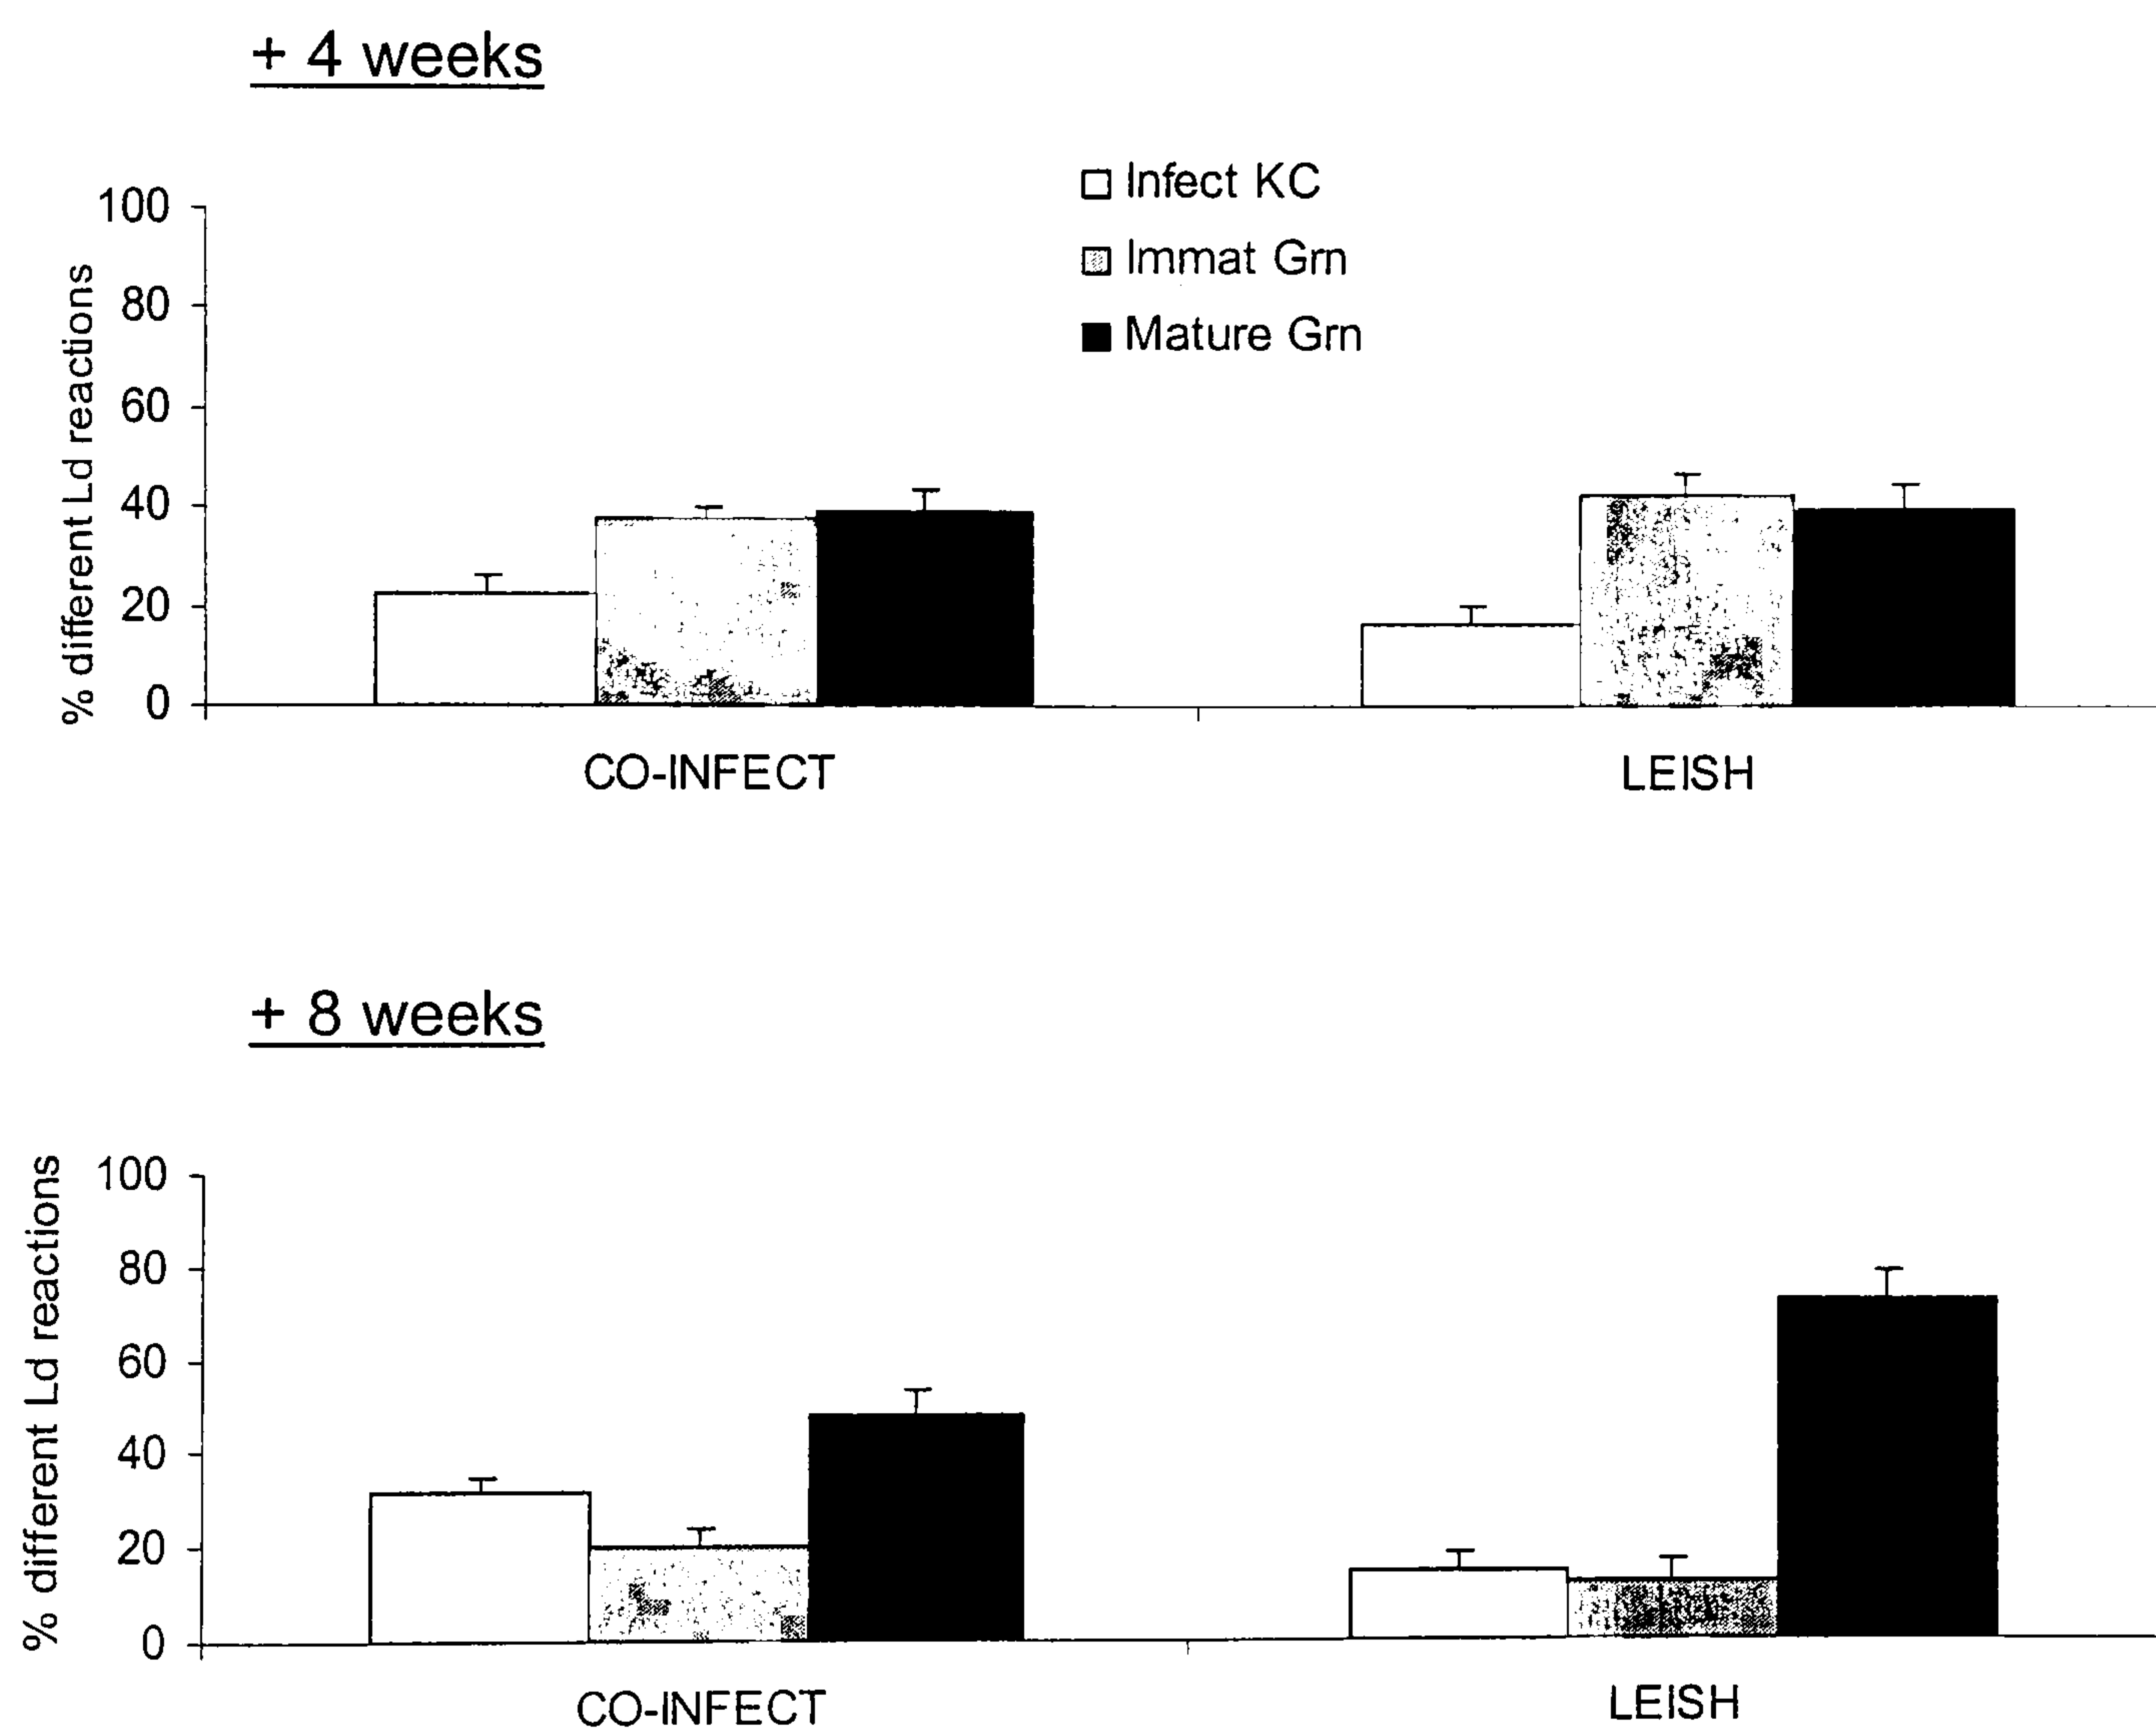 + 4 weeks
Infect KC
Immat Grn
Mature Grn
100
80
60
40
20
0
% different Ld reactions
CO-INFECT LEISH
+ 8 weeks
100
80
60
40
20
0
% different Ld reactions
CO-INFECT LEISH